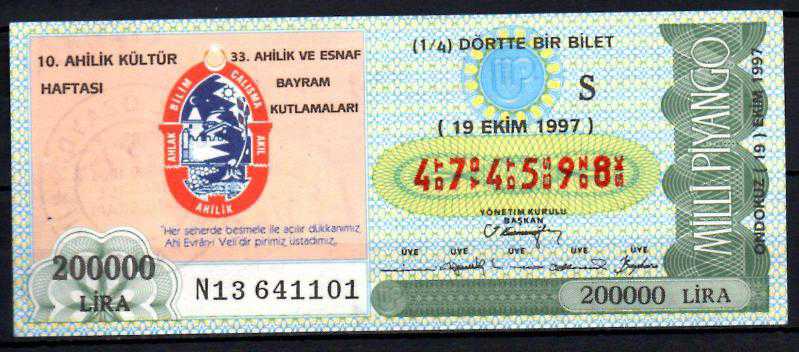 10. AHİLİK KÜLTÜR
HAFTASI
33. AHİLİK VE ESNAF
BAYRAM
KUTLAMALARI
AHLAK BİLİM ÇALIŞMA AKIL
AHİLİK
"Her seherde besmele ile açılır dükkanımız
Ahi Evran-ı Veli'dir pirimiz üstadımız,
200000
LİRA
N13 641101
(1/4) DÖRTTE BİR BİLET
S
( 19 EKİM 1997 )
4 7 4 5 9 8
YÖNETİM KURULU
BAŞKAN
ÜYE ÜYE ÜYE ÜYE
200000 LİRA
MİLLİ PİYANGO
ONDOKUZ ( 19 ) EKİM 1997